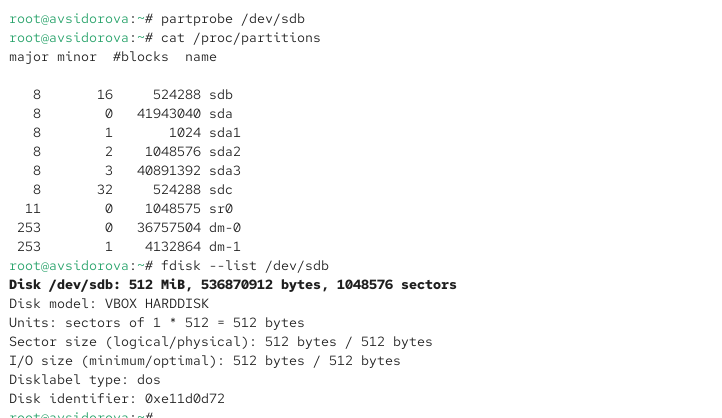 root@avsidorova:~# partprobe /dev/sdb
root@avsidorova:~# cat /proc/partitions
major minor  #blocks  name

   8       16     524288 sdb
   8        0   41943040 sda
   8        1       1024 sda1
   8        2    1048576 sda2
   8        3   40891392 sda3
   8       32     524288 sdc
  11        0    1048575 sr0
 253        0   36757504 dm-0
 253        1    4132864 dm-1
root@avsidorova:~# fdisk --list /dev/sdb
Disk /dev/sdb: 512 MiB, 536870912 bytes, 1048576 sectors
Disk model: VBOX HARDDISK
Units: sectors of 1 * 512 = 512 bytes
Sector size (logical/physical): 512 bytes / 512 bytes
I/O size (minimum/optimal): 512 bytes / 512 bytes
Disklabel type: dos
Disk identifier: 0xe11d0d72
root@avsidorova:~#